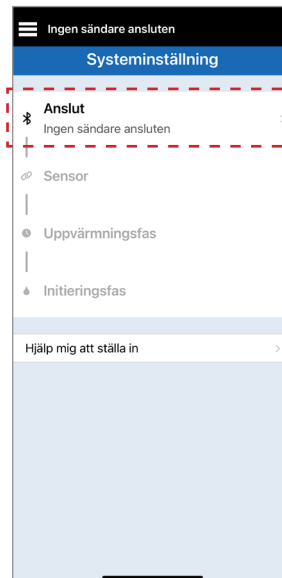 Ingen sändare ansluten
Systeminställning
Anslut
Ingen sändare ansluten
Sensor
Uppvärmningsfas
Initieringsfas
Hjälp mig att ställa in